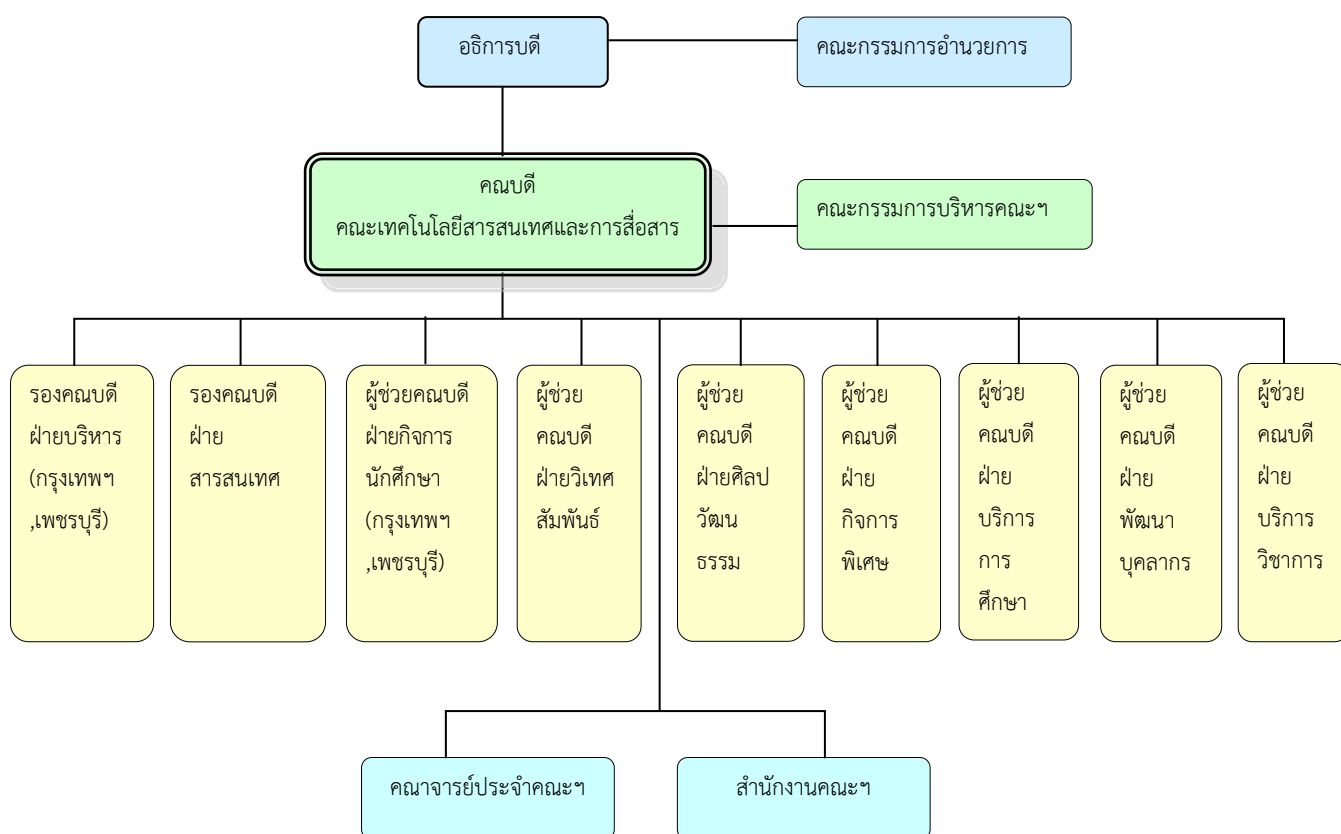 อธิการบดี
คณะกรรมการอำนวยการ
คณบดี
คณะเทคโนโลยีสารสนเทศและการสื่อสาร
คณะกรรมการบริหารคณะฯ
รองคณบดี
ฝ่ายบริหาร
(กรุงเทพฯ
,เพชรบุรี)
รองคณบดี
ฝ่าย
สารสนเทศ
ผู้ช่วยคณบดี
ฝ่ายกิจการ
นักศึกษา
(กรุงเทพฯ
,เพชรบุรี)
ผู้ช่วย
คณบดี
ฝ่ายวิเทศ
สัมพันธ์
ผู้ช่วย
คณบดี
ฝ่ายศิลป
วัฒน
ธรรม
ผู้ช่วย
คณบดี
ฝ่าย
กิจการ
พิเศษ
ผู้ช่วย
คณบดี
ฝ่าย
บริการ
การ
ศึกษา
ผู้ช่วย
คณบดี
ฝ่าย
พัฒนา
บุคลากร
ผู้ช่วย
คณบดี
ฝ่าย
บริการ
วิชาการ
คณาจารย์ประจำคณะฯ
สำนักงานคณะฯ